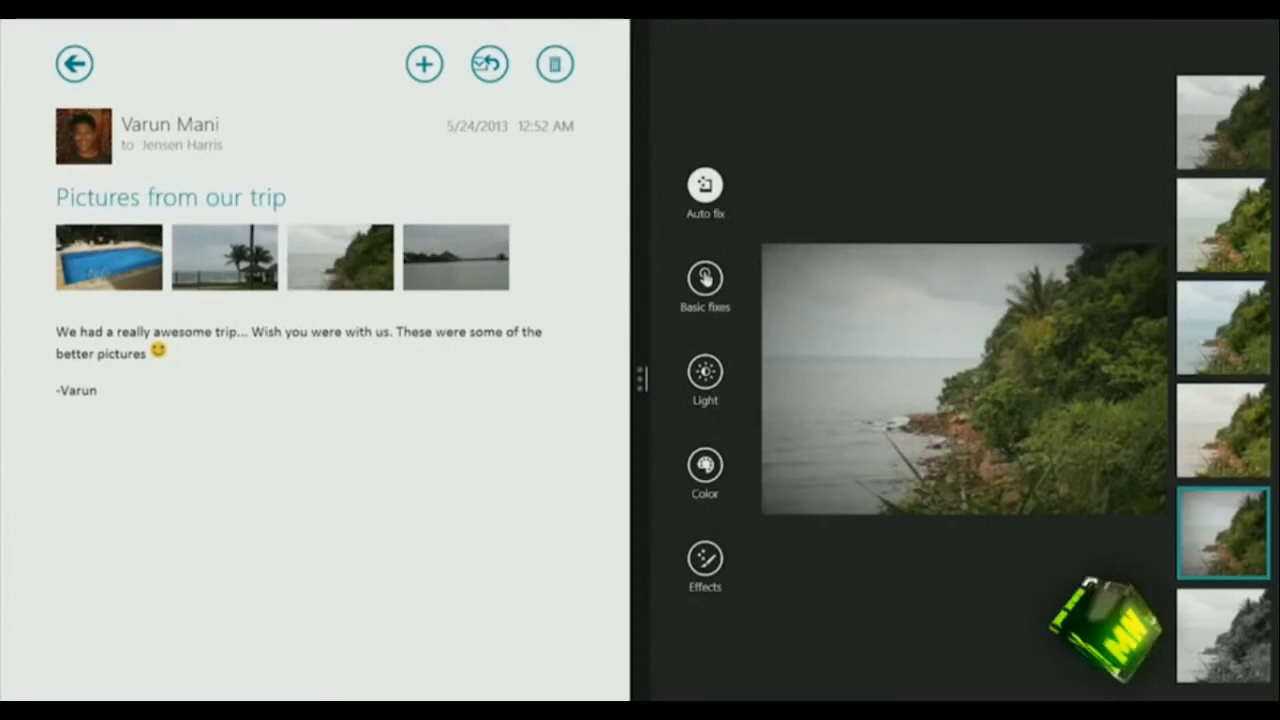 Varun Mani
to Jensen Harris
5/24/2013 12:52 AM
Pictures from our trip
We had a really awesome trip... Wish you were with us. These were some of the
better pictures
-Varun
Auto fix
Basic fixes
Light
Color
Effects
MN